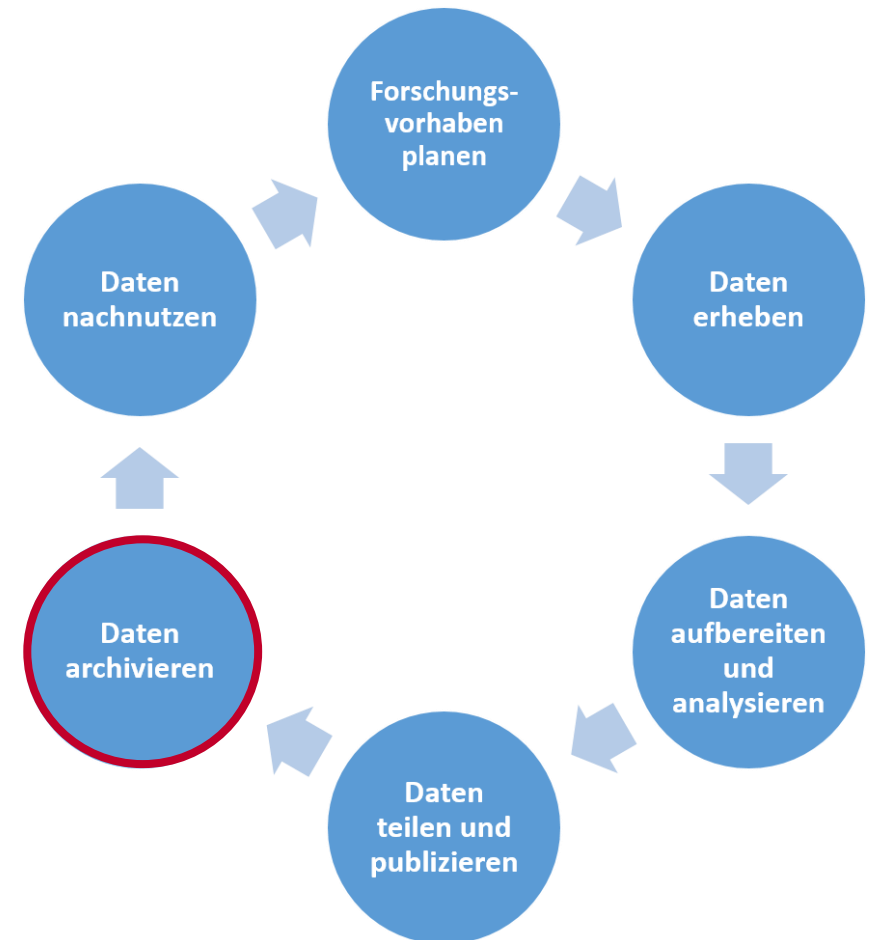 Forschungs-
vorhaben
planen
Daten
erheben
Daten
aufbereiten
und
analysieren
Daten
teilen und
publizieren
Daten
archivieren
Daten
nachnutzen